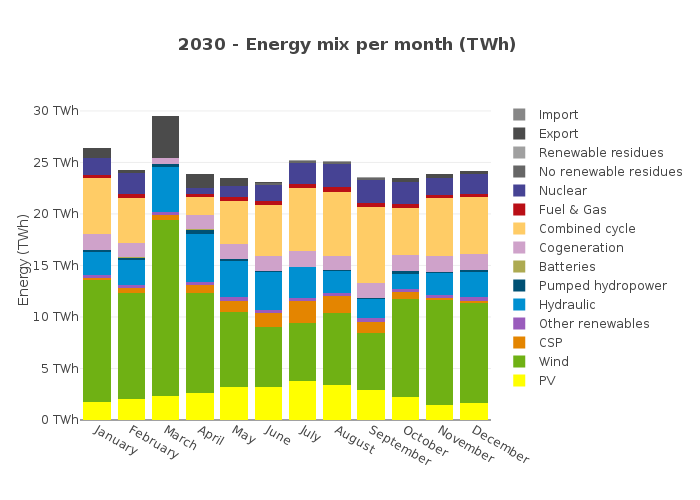 2030 - Energy mix per month (TWh)
30 TWh
25 TWh
20 TWh
15 TWh
10 TWh
5 TWh
0 TWh
Energy (TWh)
January
February
March
April
May
June
July
August
September
October
November
December
Import
Export
Renewable residues
No renewable residues
Nuclear
Fuel & Gas
Combined cycle
Cogeneration
Batteries
Pumped hydropower
Hydraulic
Other renewables
CSP
Wind
PV